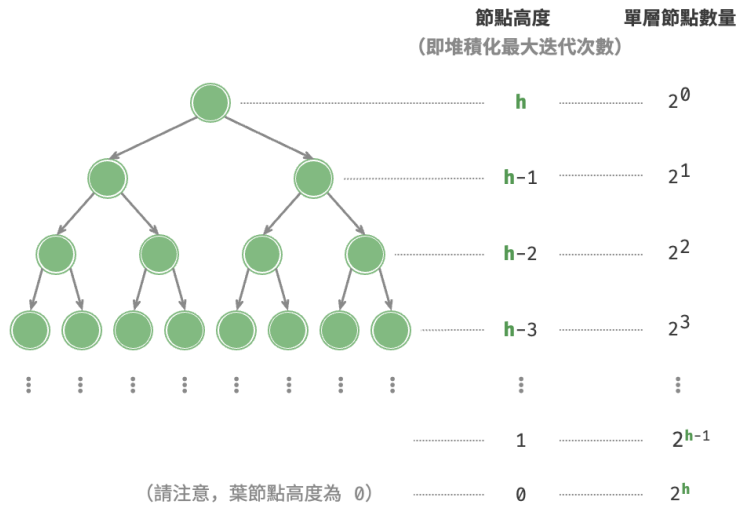 節點高度 單層節點數量
（即堆積化最大迭代次數）
h 2^0
h-1 2^1
h-2 2^2
h-3 2^3
1 2^h-1
（請注意，葉節點高度為 0） 0 2^h